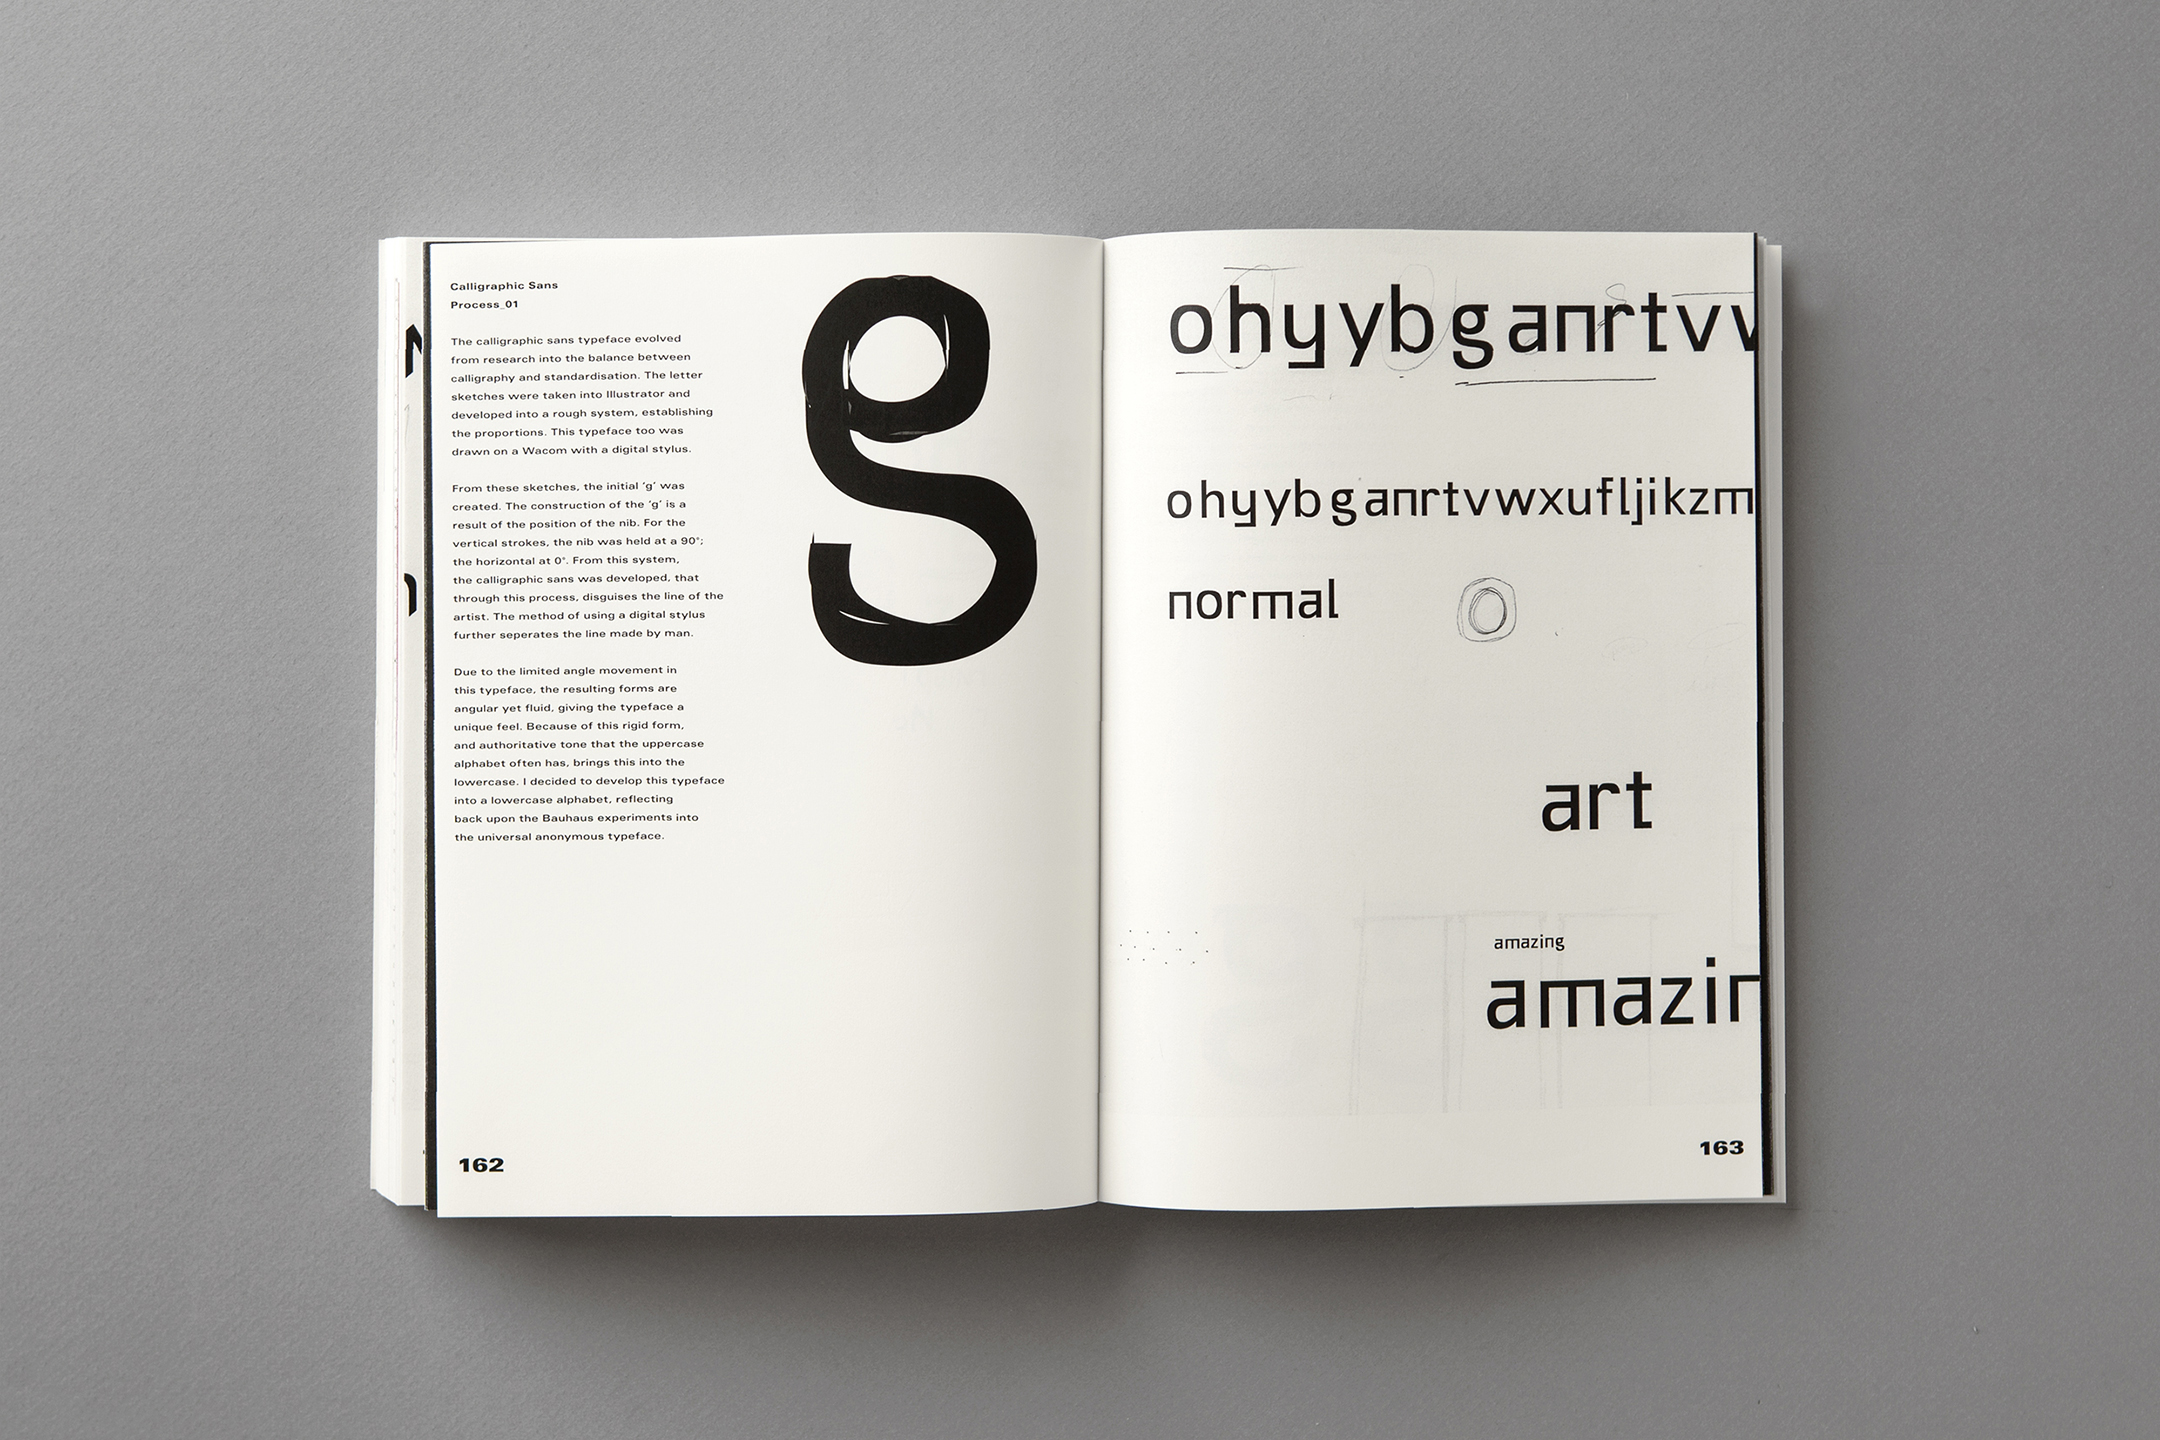 Calligraphic Sans
Process_01
The calligraphic sans typeface evolved
from research into the balance between
calligraphy and standardisation. The letter
sketches were taken into Illustrator and
developed into a rough system, establishing
the proportions. This typeface too was
drawn on a Wacom with a digital stylus.
From these sketches, the initial ‘g’ was
created. The construction of the ‘g’ is a
result of the position of the nib. For the
vertical strokes, the nib was held at a 90°;
the horizontal at 0°. From this system,
the calligraphic sans was developed, that
through this process, disguises the line of the
artist. The method of using a digital stylus
further seperates the line made by man.
Due to the limited angle movement in
this typeface, the resulting forms are
angular yet fluid, giving the typeface a
unique feel. Because of this rigid form,
and authoritative tone that the uppercase
alphabet often has, brings this into the
lowercase. I decided to develop this typeface
into a lowercase alphabet, reflecting
back upon the Bauhaus experiments into
the universal anonymous typeface.
162
g
ohyybganrtvv
ohyybganrtvwxufljikzm
normal
o
art
amazing
amazin
163